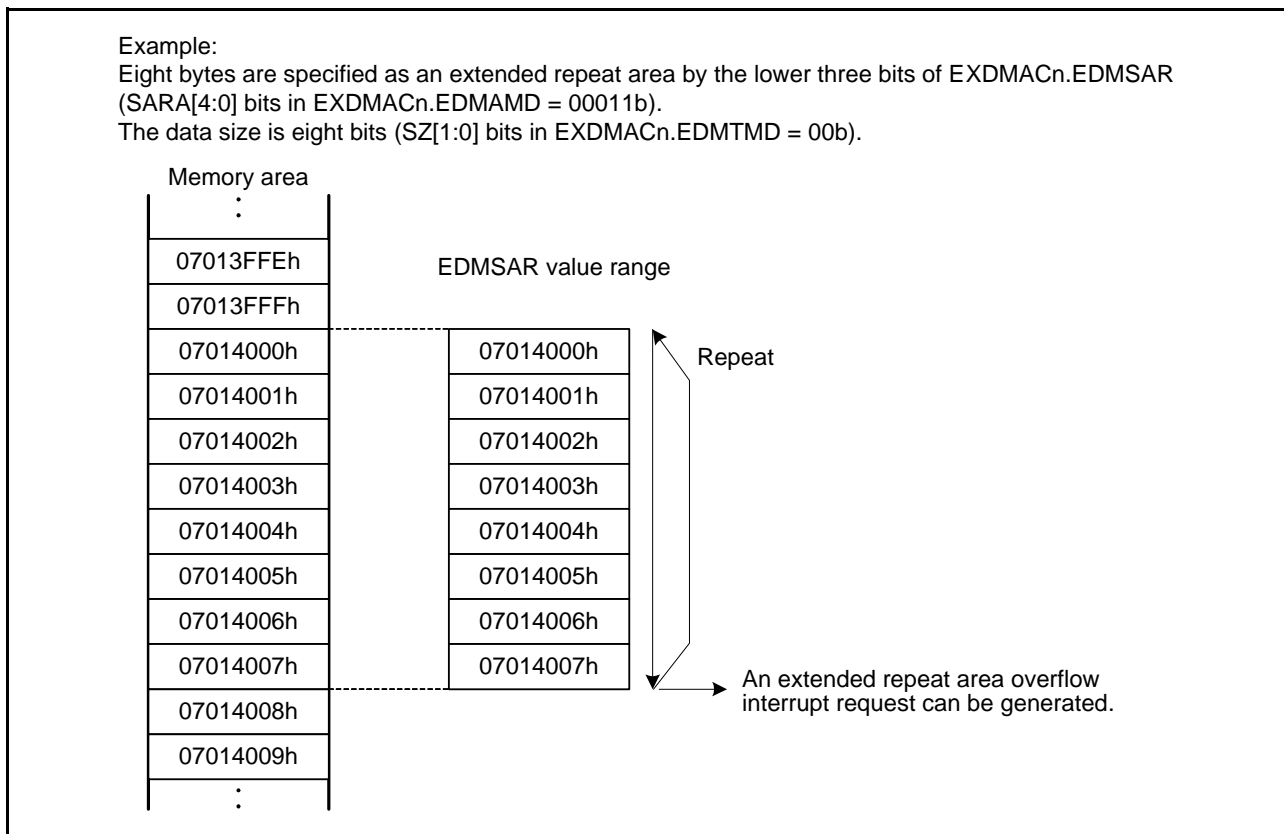 Example:
Eight bytes are specified as an extended repeat area by the lower three bits of EXDMACn.EDMSAR
(SARA[4:0] bits in EXDMACn.EDMAMD = 00011b).
The data size is eight bits (SZ[1:0] bits in EXDMACn.EDMTMD = 00b).
Memory area
:
07013FFEh
EDMSAR value range
07013FFFh
07014000h 07014000h
Repeat
07014001h 07014001h
07014002h 07014002h
07014003h 07014003h
07014004h 07014004h
07014005h 07014005h
07014006h 07014006h
07014007h 07014007h
An extended repeat area overflow
interrupt request can be generated.
07014008h
07014009h
: